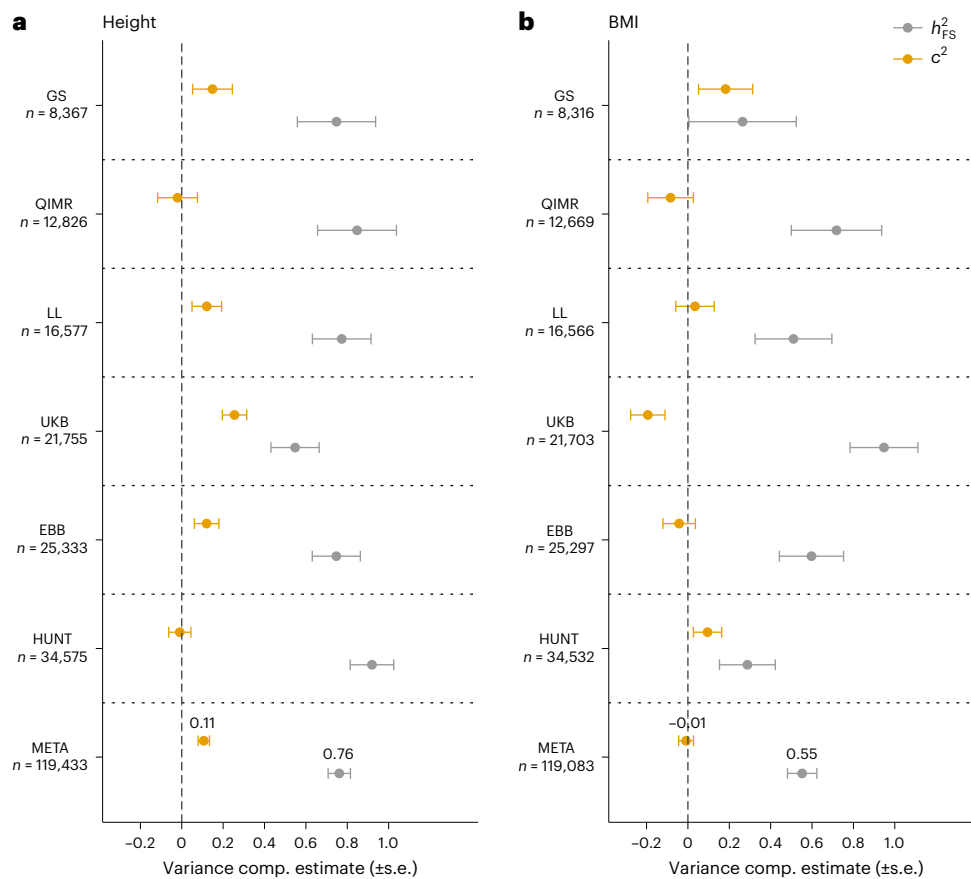 a Height
GS
n = 8,367
QIMR
n = 12,826
LL
n = 16,577
UKB
n = 21,755
EBB
n = 25,333
HUNT
n = 34,575
META
n = 119,433
0.11
0.76
−0.2 0 0.2 0.4 0.6 0.8 1.0
Variance comp. estimate (±s.e.)
b BMI
h²FS
c²
GS
n = 8,316
QIMR
n = 12,669
LL
n = 16,566
UKB
n = 21,703
EBB
n = 25,297
HUNT
n = 34,532
META
n = 119,083
−0.01
0.55
−0.2 0 0.2 0.4 0.6 0.8 1.0
Variance comp. estimate (±s.e.)